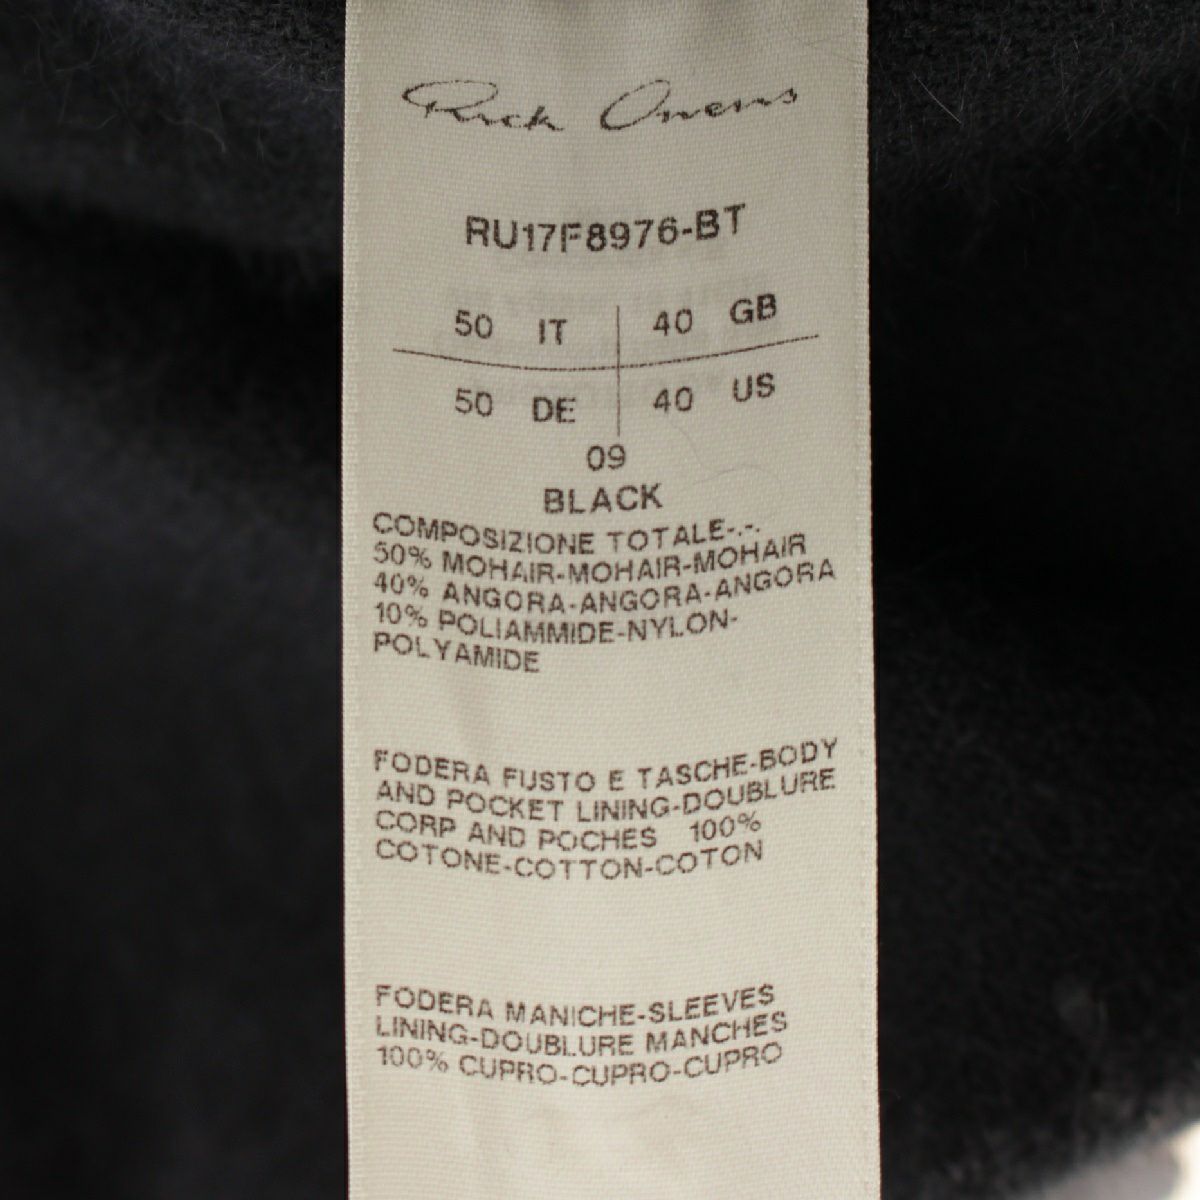 Rick Owens
RU17F8976-BT
50 IT 40 GB
50 DE 40 US
09
BLACK
COMPOSIZIONE TOTALE-.-.
50% MOHAIR-MOHAIR-MOHAIR
40% ANGORA-ANGORA-ANGORA
10% POLIAMMIDE-NYLON-
POLYAMIDE
FODERA FUSTO E TASCHE-BODY
AND POCKET LINING-DOUBLURE
CORP AND POCHES 100%
COTONE-COTTON-COTON
FODERA MANICHE-SLEEVES
LINING-DOUBLURE MANCHES
100% CUPRO-CUPRO-CUPRO